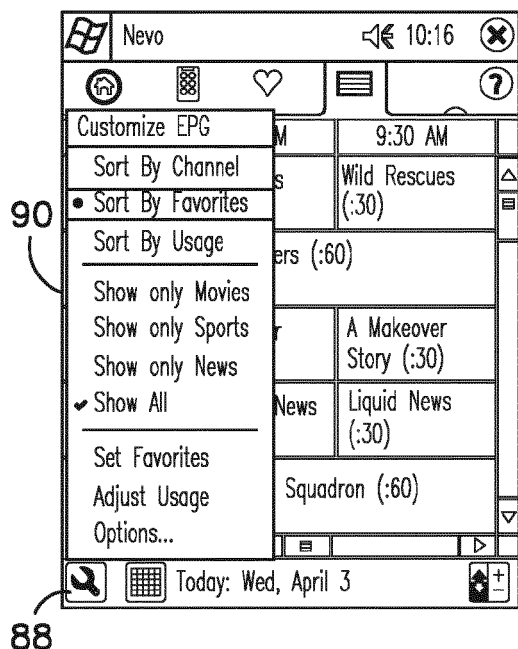 Nevo 10:16
?
Customize EPG
M 9:30 AM
Sort By Channel
Sort By Favorites
Sort By Usage
s Wild Rescues
(:30)
90
ers (:60)
Show only Movies
Show only Sports
Show only News
Show All
r A Makeover
Story (:30)
News Liquid News
(:30)
Set Favorites
Adjust Usage
Options...
Squadron (:60)
Today: Wed, April 3
88